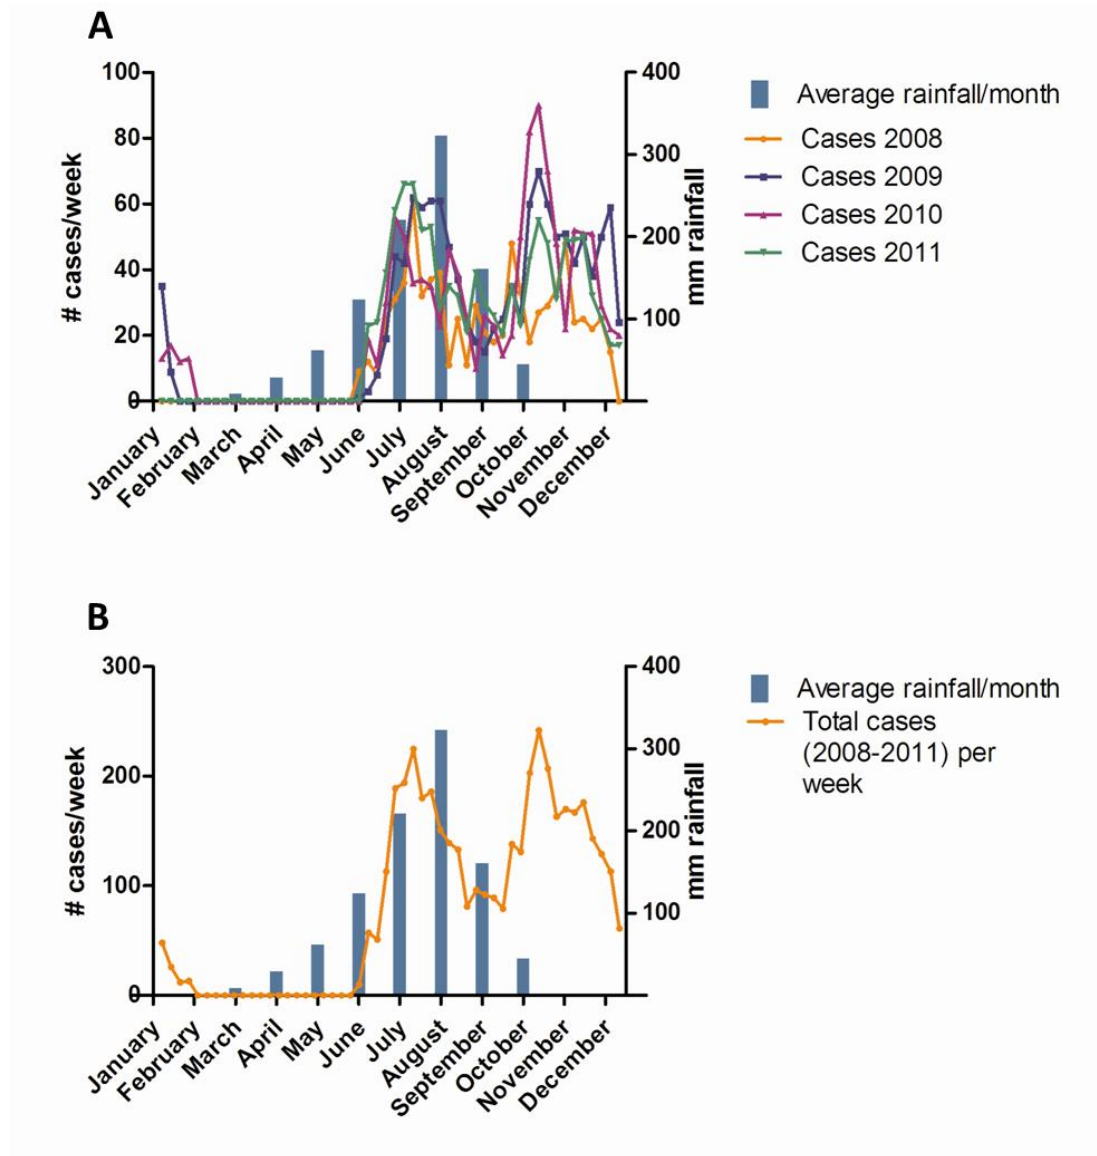 A
100
80
60
40
20
0
# cases/week
400
300
200
100
mm rainfall
January
February
March
April
May
June
July
August
September
October
November
December
Average rainfall/month
Cases 2008
Cases 2009
Cases 2010
Cases 2011
B
300
200
100
0
# cases/week
400
300
200
100
mm rainfall
January
February
March
April
May
June
July
August
September
October
November
December
Average rainfall/month
Total cases
(2008-2011) per
week